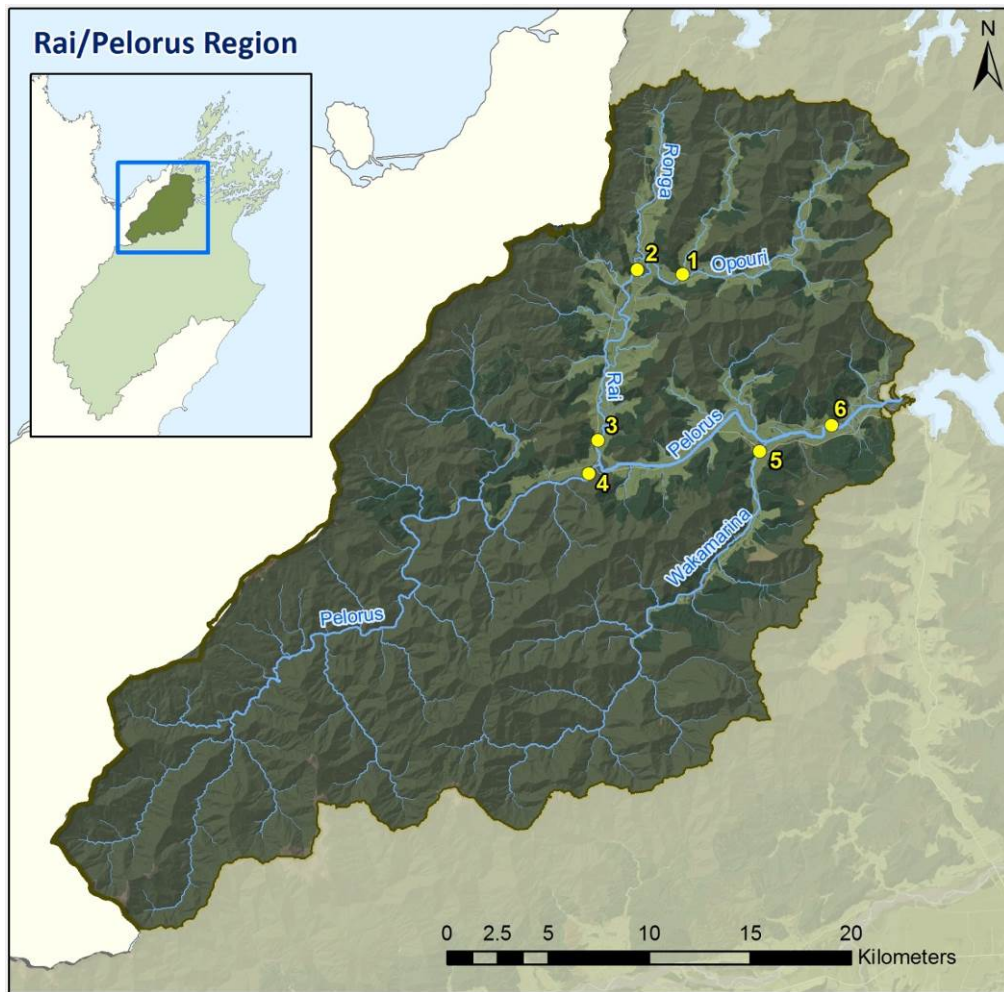 Rai/Pelorus Region
N
Ronga
2
1
Opouri
Rai
3
Pelorus
6
4
5
Wakamarina
Pelorus
0 2.5 5 10 15 20
Kilometers